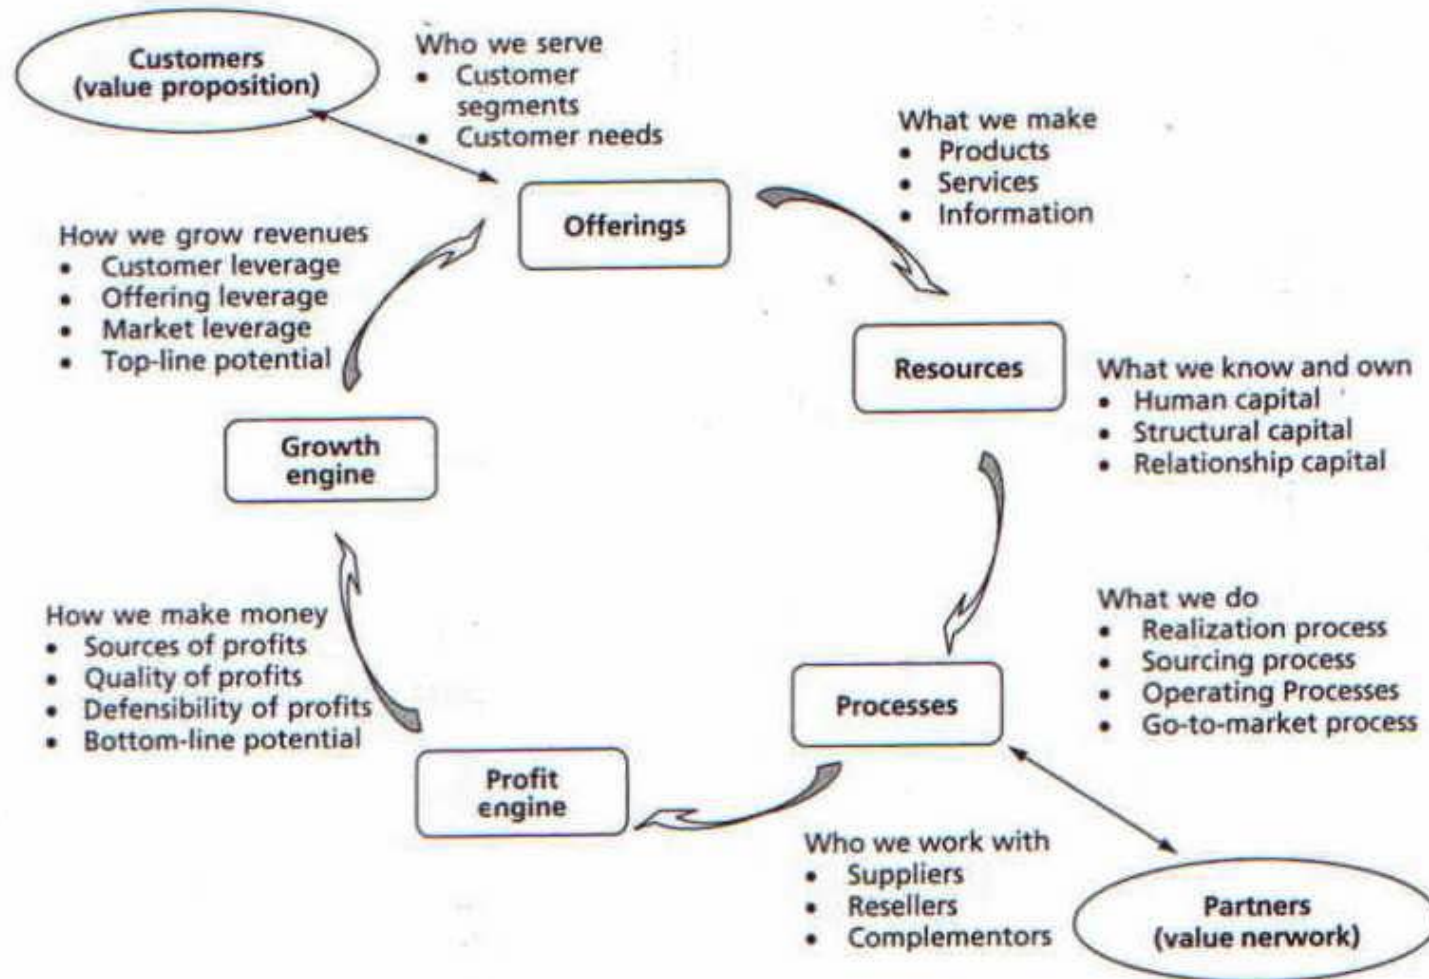 Customers
(value proposition)
Who we serve
• Customer
segments
• Customer needs
What we make
• Products
• Services
• Information
Offerings
How we grow revenues
• Customer leverage
• Offering leverage
• Market leverage
• Top-line potential
Resources
What we know and own
• Human capital
• Structural capital
• Relationship capital
Growth
engine
How we make money
• Sources of profits
• Quality of profits
• Defensibility of profits
• Bottom-line potential
What we do
• Realization process
• Sourcing process
• Operating Processes
• Go-to-market process
Processes
Profit
engine
Who we work with
• Suppliers
• Resellers
• Complementors
Partners
(value nerwork)